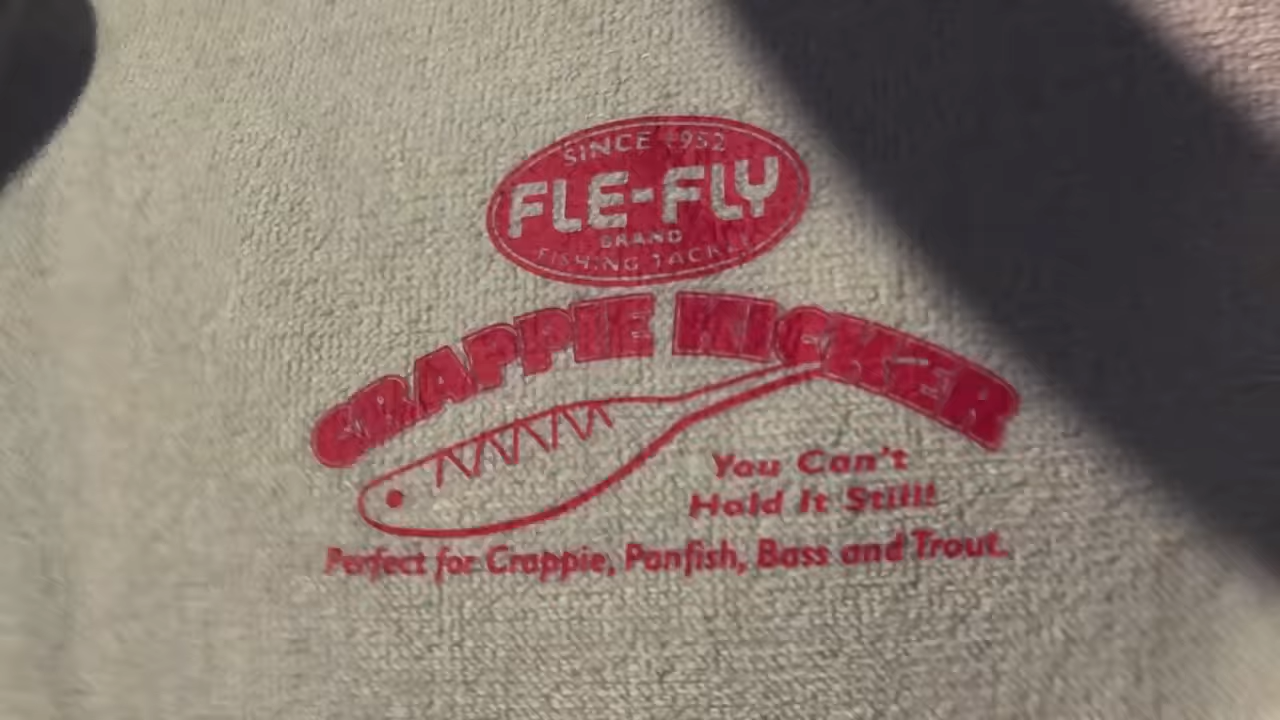 SINCE 1952
FLE-FLY
BRAND
FISHING TACKLE
CRAPPIE KICKER
You Can't
Hold It Still!
Perfect for Crappie, Panfish, Bass and Trout.